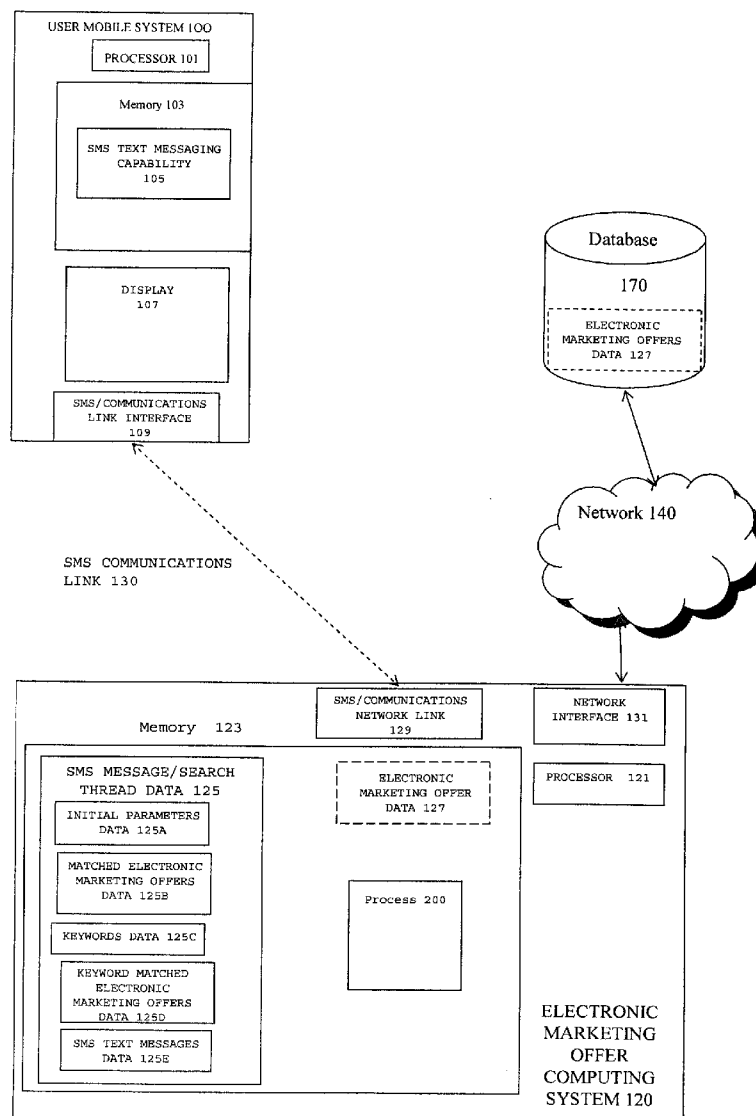 USER MOBILE SYSTEM 100
PROCESSOR 101
Memory 103
SMS TEXT MESSAGING
CAPABILITY
105
DISPLAY
107
SMS/COMMUNICATIONS
LINK INTERFACE
109
Database
170
ELECTRONIC
MARKETING OFFERS
DATA 127
Network 140
SMS COMMUNICATIONS
LINK 130
SMS/COMMUNICATIONS
NETWORK LINK
129
NETWORK
INTERFACE 131
Memory 123
PROCESSOR 121
SMS MESSAGE/SEARCH
THREAD DATA 125
INITIAL PARAMETERS
DATA 125A
MATCHED ELECTRONIC
MARKETING OFFERS
DATA 125B
KEYWORDS DATA 125C
KEYWORD MATCHED
ELECTRONIC
MARKETING OFFERS
DATA 125D
SMS TEXT MESSAGES
DATA 125E
ELECTRONIC
MARKETING OFFER
DATA 127
Process 200
ELECTRONIC
MARKETING
OFFER
COMPUTING
SYSTEM 120